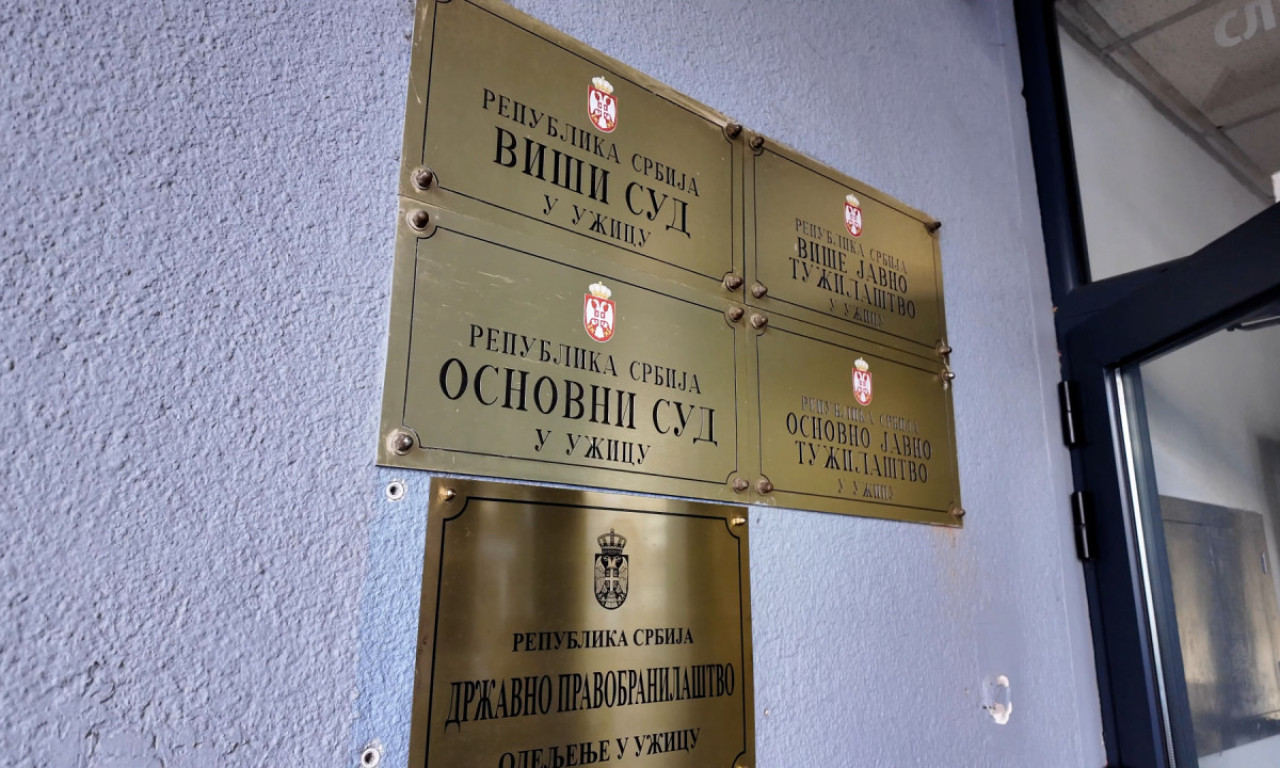 РЕПУБЛИКА СРБИЈА
ВИШИ СУД
У УЖИЦУ
РЕПУБЛИКА СРБИЈА
ВИШЕ ЈАВНО
ТУЖИЛАШТВО
У УЖИЦУ
РЕПУБЛИКА СРБИЈА
ОСНОВНИ СУД
У УЖИЦУ
РЕПУБЛИКА СРБИЈА
ОСНОВНО ЈАВНО
ТУЖИЛАШТВО
У УЖИЦУ
РЕПУБЛИКА СРБИЈА
ДРЖАВНО ПРАВОБРАНИЛАШТВО
ОДЕЉЕЊЕ У УЖИЦУ